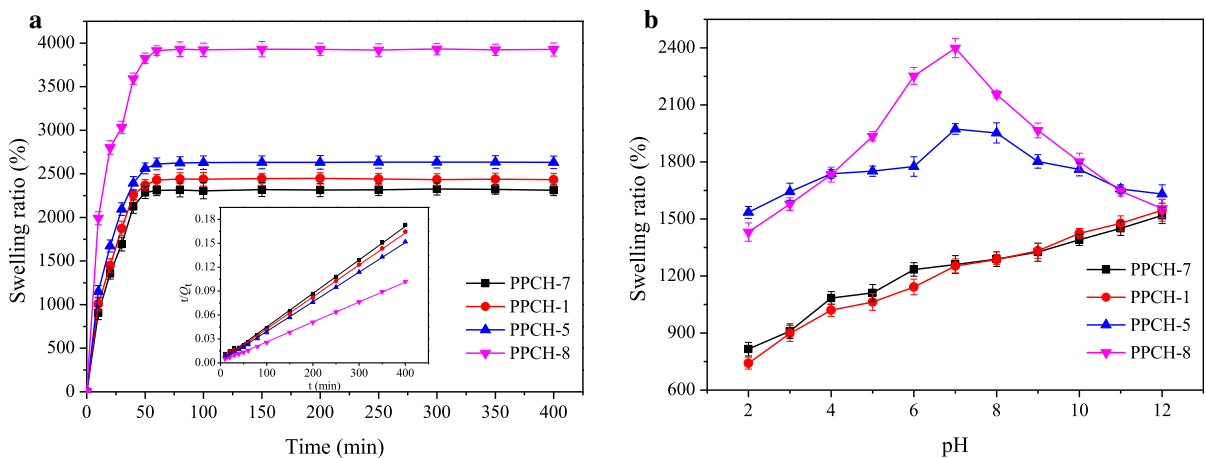 a
Swelling ratio (%)
4000
3500
3000
2500
2000
1500
1000
500
0
0 50 100 150 200 250 300 350 400
Time (min)
PPCH-7
PPCH-1
PPCH-5
PPCH-8
t/Qt
0.18
0.15
0.12
0.09
0.06
0.03
0.00
0 100 200 300 400
t (min)
b
Swelling ratio (%)
2400
2100
1800
1500
1200
900
600
2 4 6 8 10 12
pH
PPCH-7
PPCH-1
PPCH-5
PPCH-8